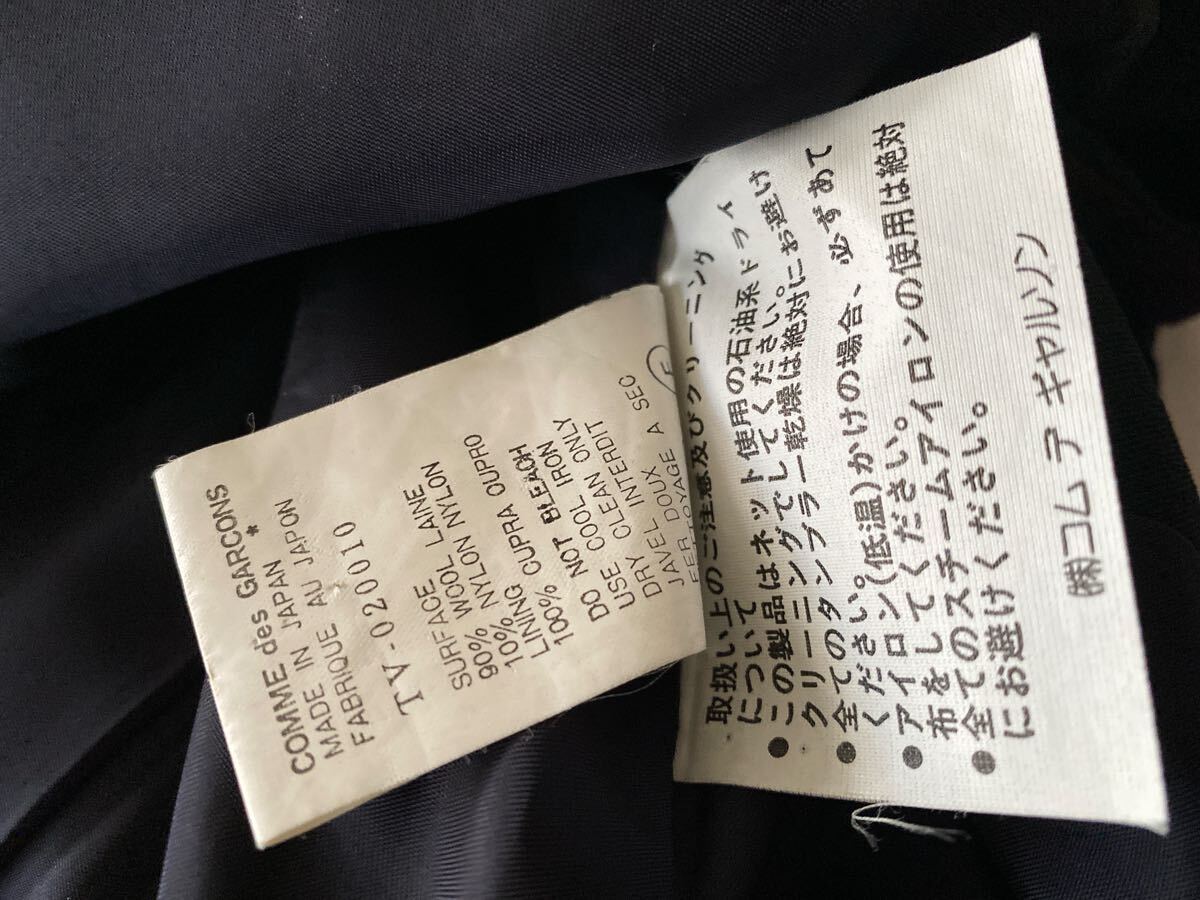 COMME des GARCONS
*
MADE IN JAPAN
FABRIQUE AU JAPON
TV-020010
SURFACE
90% WOOL LAINE
10% NYLON NYLON
LINING
100% CUPRA CUPRO
DO NOT BLEACH
USE COOL IRON
DRY CLEAN ONLY
JAVEL INTERDIT
FER DOUX
A SEC
取扱い上のご注意及びクリーニング
について
●この製品はネット使用の石油系ドライ
クリーニングでしてください。
●全てのタンブラー乾燥は絶対にお避け
ください。
●アイロン(低温)かけの場合、必ずあて
布をしてください。
●全てのスチームアイロンの使用は絶対
にお避けください。
㈱コム デ ギャルソン